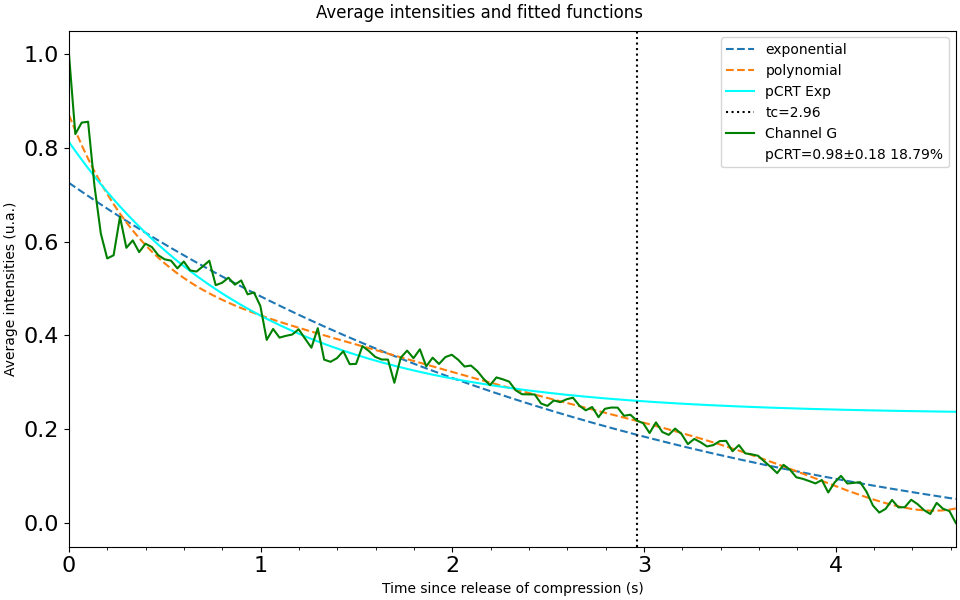 Average intensities and fitted functions
exponential
polynomial
pCRT Exp
tc=2.96
Channel G
pCRT=0.98±0.18 18.79%
Average intensities (u.a.)
1.0
0.8
0.6
0.4
0.2
0.0
0 1 2 3 4
Time since release of compression (s)